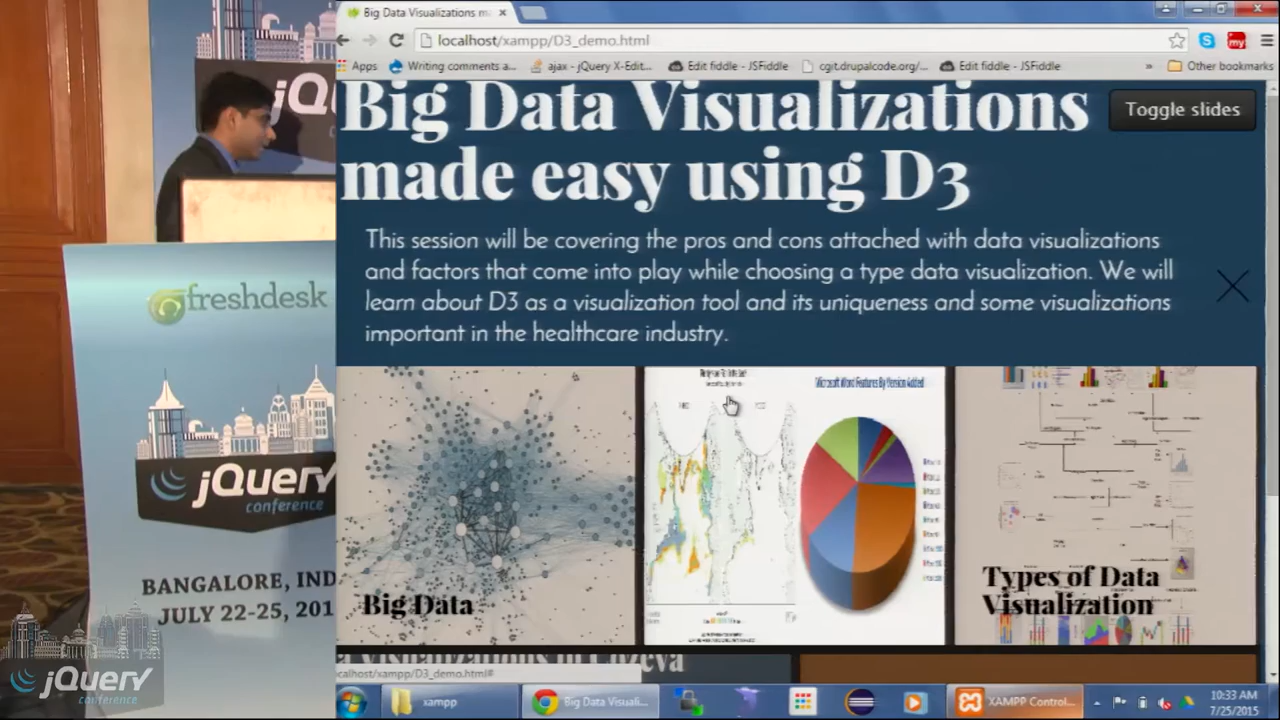 Big Data Visualizations ma
localhost/xampp/D3_demo.html
Apps
Writing comments a...
ajax - jQuery X-Edit...
Edit fiddle - JSFiddle
cgit.drupalcode.org/...
Edit fiddle - JSFiddle
»
Other bookmarks
my
Big Data Visualizations
made easy using D3
Toggle slides
This session will be covering the pros and cons attached with data visualizations
and factors that come into play while choosing a type data visualization. We will
learn about D3 as a visualization tool and its uniqueness and some visualizations
important in the healthcare industry.
Microsoft Word Features By Version Added
Big Data
Types of Data
Visualization
a Visualizations in Cozeva
localhost/xampp/D3_demo.html#
xampp
Big Data Visuali...
XAMPP Control...
10:33 AM
7/25/2015
jQu
freshdesk
jQuery
conference
BANGALORE, IND
JULY 22-25, 201
jQuery
conference